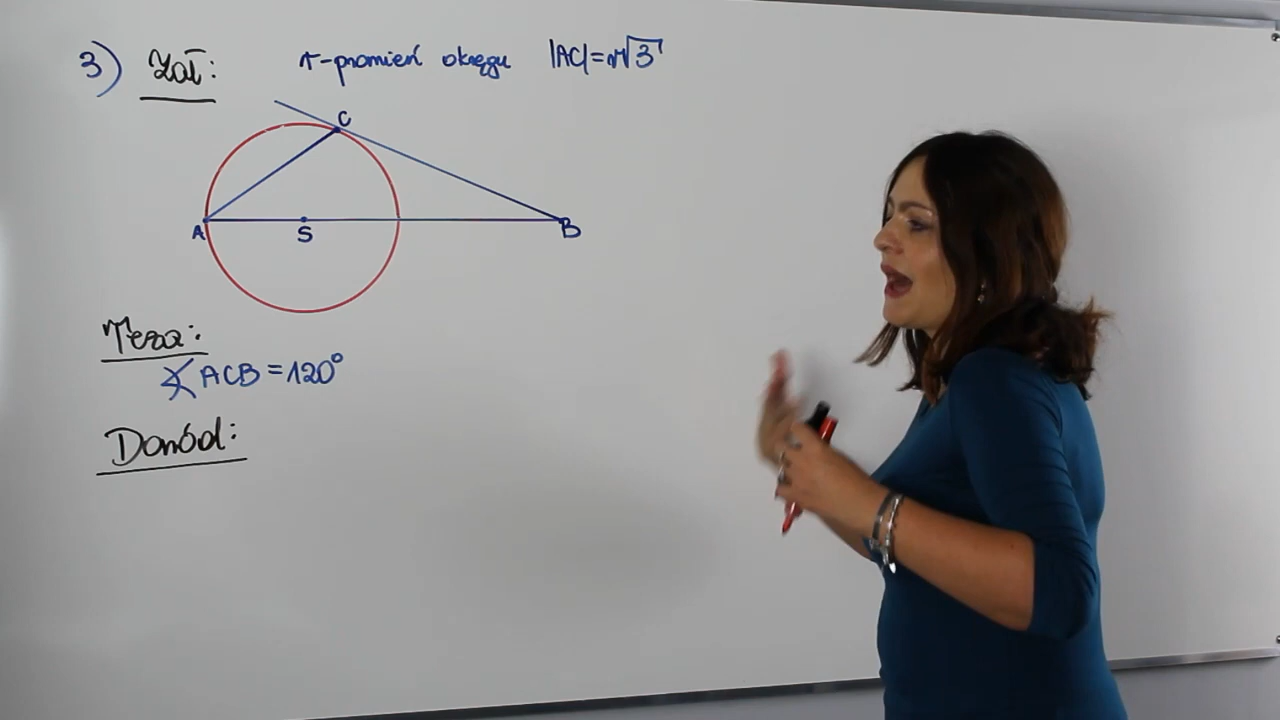 3) Zał: r-promień okręgu |AC|=r√3
C
A S B
Teza:
∢ACB=120°
Dowód: